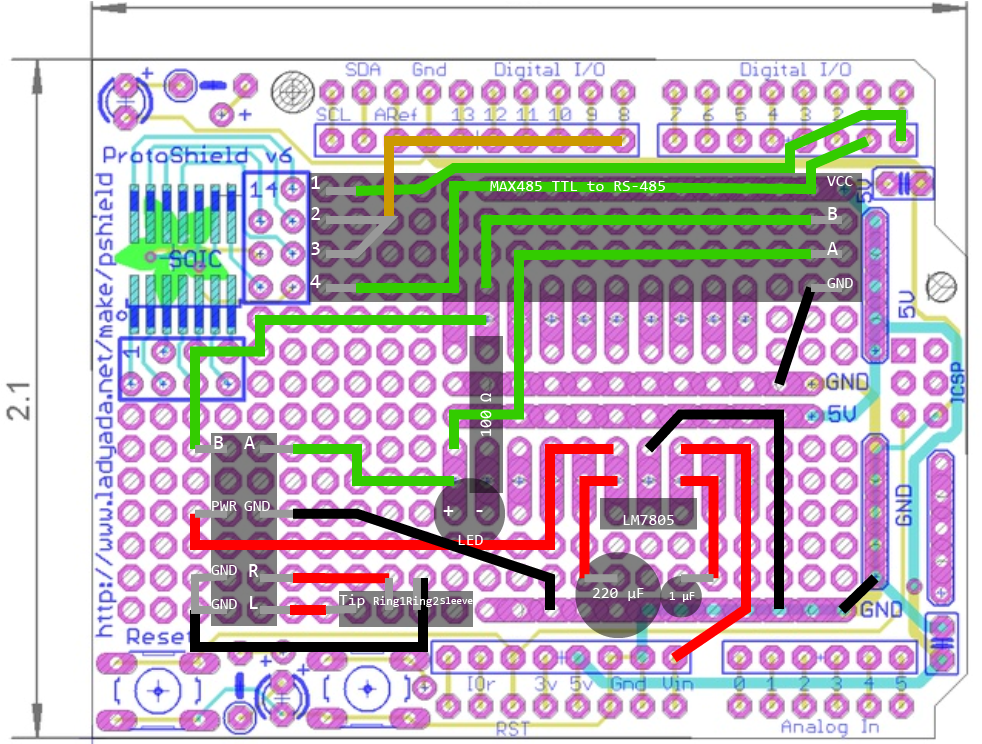 SDA Gnd Digital I/O Digital I/O
SCL ARef 13 12 11 10 9 8 7 6 5 4 3 2
ProtoShield v6
14
1
2
3
4
MAX485 TTL to RS-485
VCC
B
A
GND
5V
5V
SOIC
1
2.1
http://www.ladyada.net/make/pshield
GND
5V
ICSP
100 Ω
B A
PWR GND
GND R
GND L
+ -
LED
LM7805
220 µF
1 µF
Tip Ring1 Ring2 Sleeve
GND
GND
Reset
IOr 3v 5v Gnd Vin 0 1 2 3 4 5
RST
Analog In